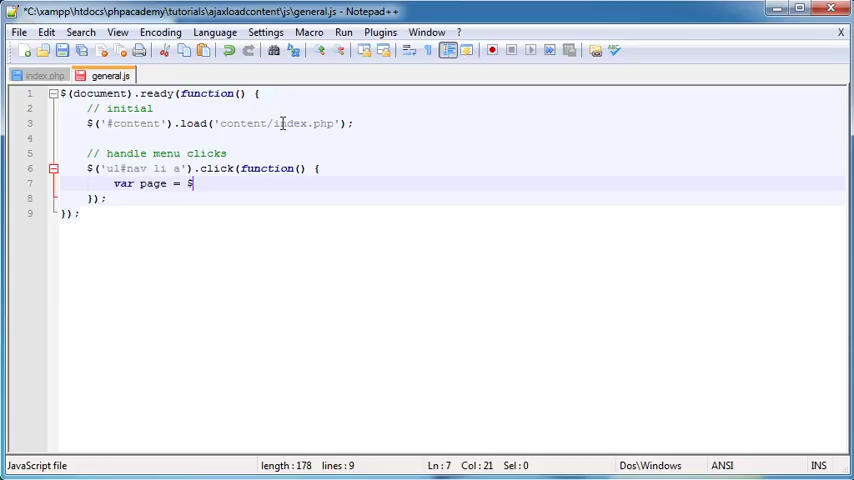 *C:\xampp\htdocs\phpacademy\tutorials\ajaxloadcontent\js\general.js - Notepad++
File Edit Search View Encoding Language Settings Macro Run Plugins Window ? X
index.php general.js
1 $(document).ready(function() {
2 // initial
3 $('#content').load('content/index.php');
4
5 // handle menu clicks
6 $('ul#nav li a').click(function() {
7 var page = $
8 });
9 });
JavaScript file length : 178 lines : 9 Ln : 7 Col : 21 Sel : 0 Dos\Windows ANSI INS